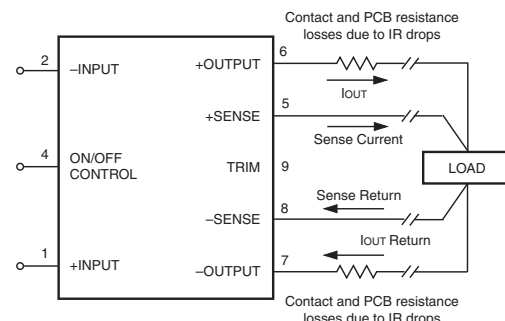 Contact and PCB resistance
losses due to IR drops
6
2
–INPUT
+OUTPUT
IOUT
5
+SENSE
Sense Current
4
ON/OFF
CONTROL
TRIM
9
LOAD
Sense Return
–SENSE
8
IOUT Return
1
+INPUT
–OUTPUT
7
Contact and PCB resistance
losses due to IR drops